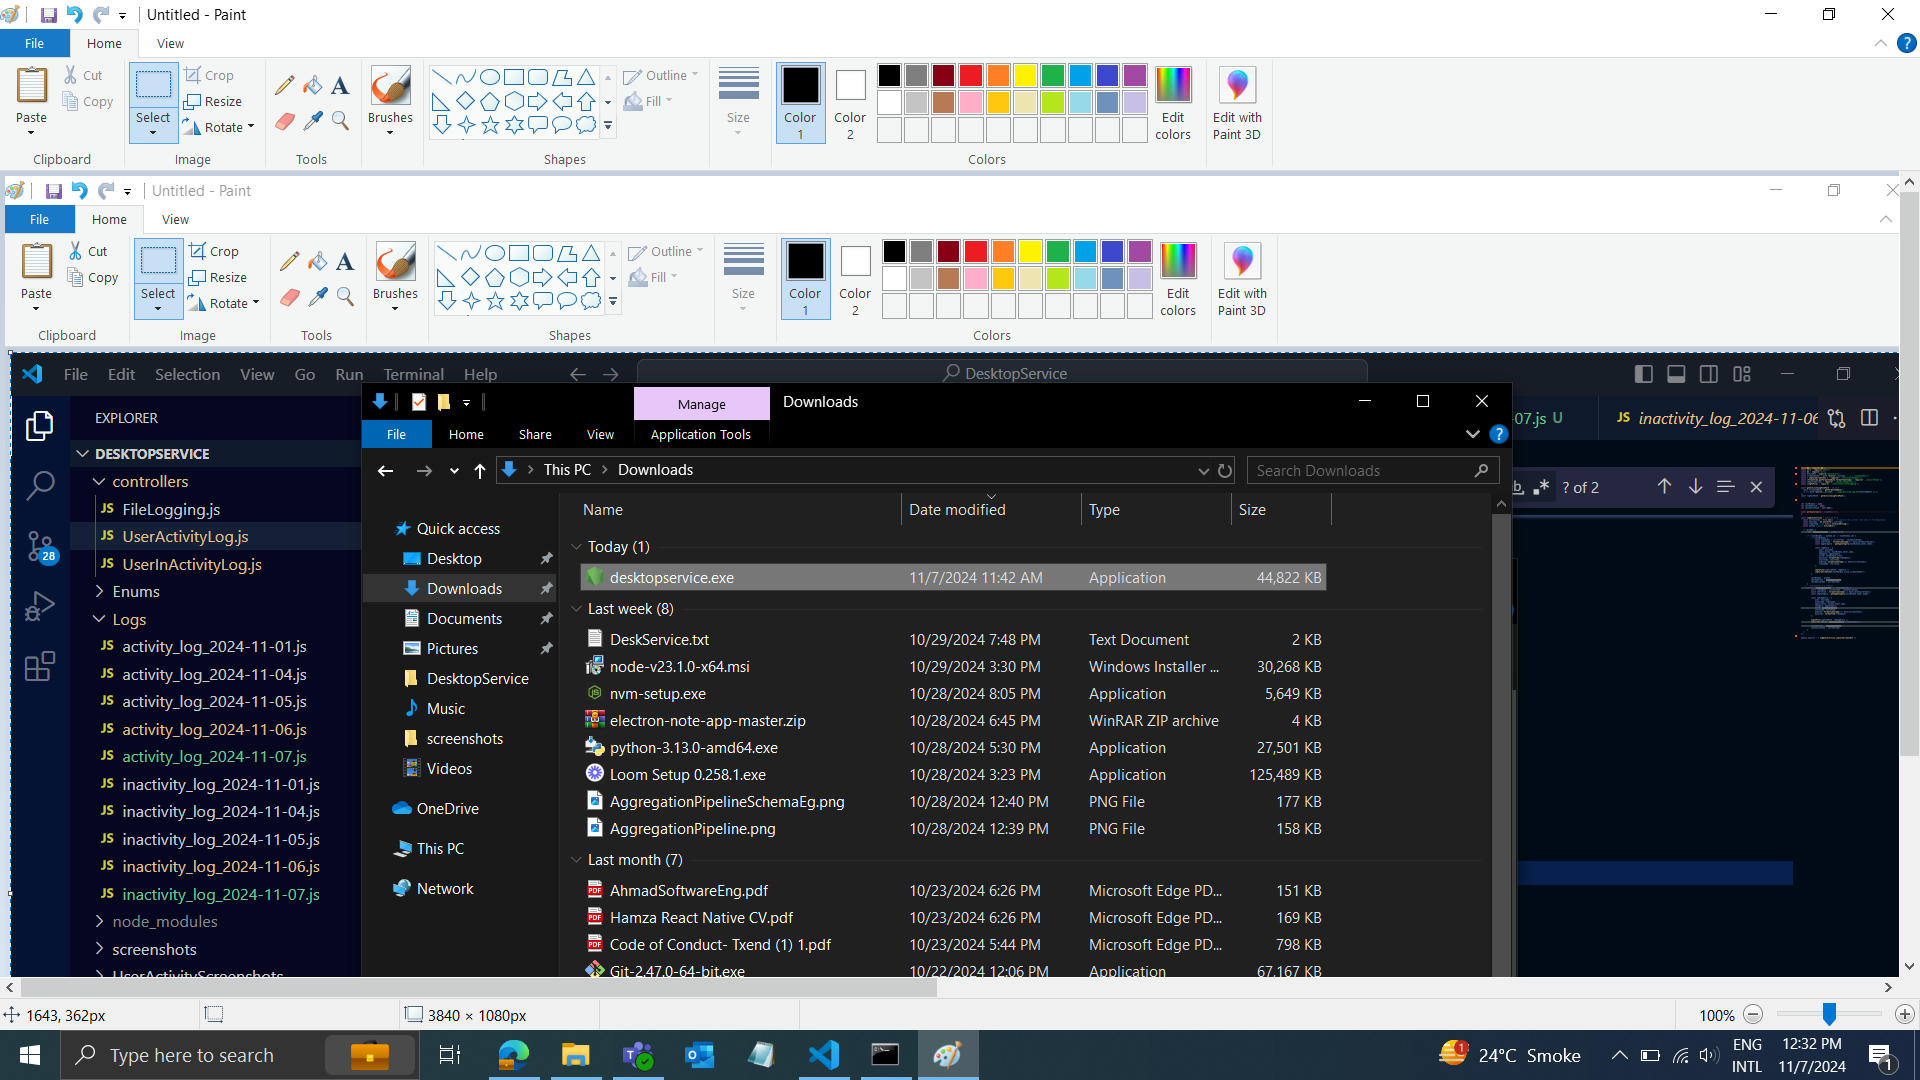 Untitled - Paint
File Home View
Paste Cut Copy Select Crop Resize Rotate Brushes Outline Fill Size Color 1 Color 2 Edit colors Edit with Paint 3D
Clipboard Image Tools Shapes Colors
Untitled - Paint
File Home View
Paste Cut Copy Select Crop Resize Rotate Brushes Outline Fill Size Color 1 Color 2 Edit colors Edit with Paint 3D
Clipboard Image Tools Shapes Colors
File Edit Selection View Go Run Terminal Help DesktopService
EXPLORER
DESKTOPSERVICE
controllers
JS FileLogging.js
JS UserActivityLog.js
JS UserInActivityLog.js
Enums
Logs
JS activity_log_2024-11-01.js
JS activity_log_2024-11-04.js
JS activity_log_2024-11-05.js
JS activity_log_2024-11-06.js
JS activity_log_2024-11-07.js
JS inactivity_log_2024-11-01.js
JS inactivity_log_2024-11-04.js
JS inactivity_log_2024-11-05.js
JS inactivity_log_2024-11-06.js
JS inactivity_log_2024-11-07.js
node_modules
screenshots
UserActivityScreenshots
28
Manage Downloads
File Home Share View Application Tools
This PC Downloads Search Downloads
Quick access
Desktop
Downloads
Documents
Pictures
DesktopService
Music
screenshots
Videos
OneDrive
This PC
Network
Name Date modified Type Size
Today (1)
desktopservice.exe 11/7/2024 11:42 AM Application 44,822 KB
Last week (8)
DeskService.txt 10/29/2024 7:48 PM Text Document 2 KB
node-v23.1.0-x64.msi 10/29/2024 3:30 PM Windows Installer ... 30,268 KB
nvm-setup.exe 10/28/2024 8:05 PM Application 5,649 KB
electron-note-app-master.zip 10/28/2024 6:45 PM WinRAR ZIP archive 4 KB
python-3.13.0-amd64.exe 10/28/2024 5:30 PM Application 27,501 KB
Loom Setup 0.258.1.exe 10/28/2024 3:23 PM Application 125,489 KB
AggregationPipelineSchemaEg.png 10/28/2024 12:40 PM PNG File 177 KB
AggregationPipeline.png 10/28/2024 12:39 PM PNG File 158 KB
Last month (7)
AhmadSoftwareEng.pdf 10/23/2024 6:26 PM Microsoft Edge PD... 151 KB
Hamza React Native CV.pdf 10/23/2024 6:26 PM Microsoft Edge PD... 169 KB
Code of Conduct- Txend (1) 1.pdf 10/23/2024 5:44 PM Microsoft Edge PD... 798 KB
Git-2.47.0-64-bit.exe 10/22/2024 12:06 PM Application 67,167 KB
-07.js U JS inactivity_log_2024-11-06
? of 2
1643, 362px 3840 × 1080px 100%
Type here to search 24°C Smoke ENG INTL 12:32 PM 11/7/2024 1